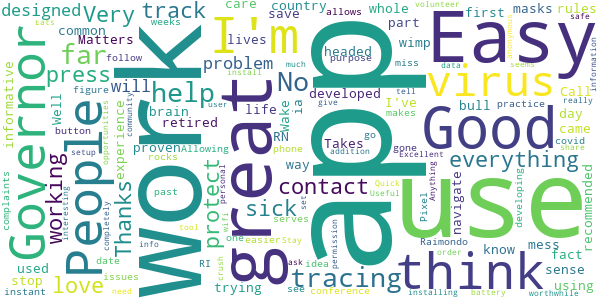 designed
Very
track
care
country
day
masks
rules
Governor
Work
I'm
app
Easy
common
save
whole
first
safe
volunteer
eats
allows
Matters
weeks
lives
problem
headed
part
wimp
miss
purpose
really
information
far
follow
press
will
help
No
developed
I've
virus
install
much
data
seems
tell
makes
Call
informative
figure
Well
button
brain
life
Wake
ia
bull
practice
user
give
share
People
great
retired
RN
Takes
Good
opportunities
community
proven
Allowing
phone
go
gone
came
covid
setup
rocks
way
addition
Excellent
everything
working
experience
protect
contact
Pixel
navigate
Anything
recommended
use
interesting
completely
past
personal
sick
Quick
Useful
developing
complaints
Thanks
info
tool
wifi
serves
set
permission
tracing
think
used
date
RI
one
easier
Stay
Raimondo
know
mess
stop
love
issues
crush
ask
idea
order
fact
sense
instant
need
trying
see
conference
installing
battery
using
worthwhile